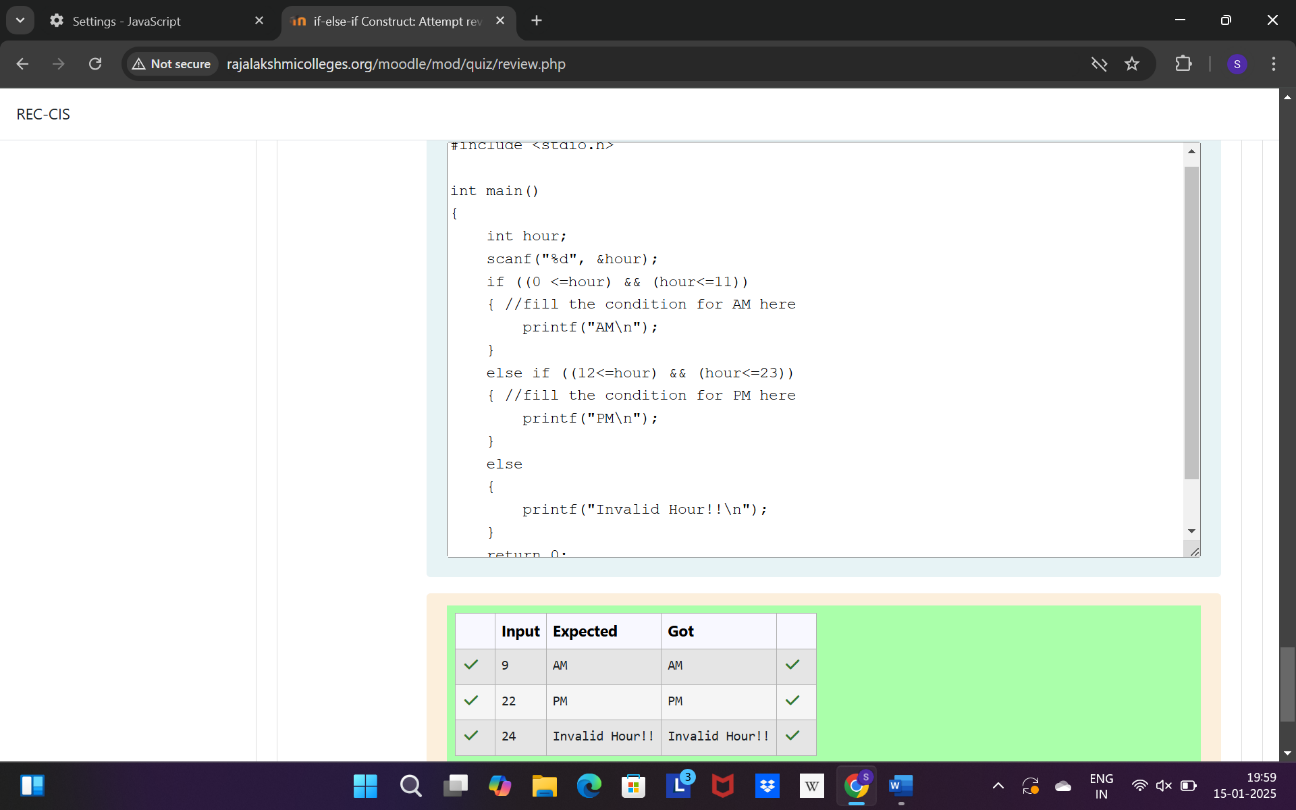 Settings - JavaScript
if-else-if Construct: Attempt rev
Not secure
rajalakshmicolleges.org/moodle/mod/quiz/review.php
S
REC-CIS
#include <stdio.h>
int main()
{
    int hour;
    scanf("%d", &hour);
    if ((0 <=hour) && (hour<=11))
    { //fill the condition for AM here
        printf("AM\n");
    }
    else if ((12<=hour) && (hour<=23))
    { //fill the condition for PM here
        printf("PM\n");
    }
    else
    {
        printf("Invalid Hour!!\n");
    }
    return 0;
Input Expected Got
9 AM AM
22 PM PM
24 Invalid Hour!! Invalid Hour!!
L
3
W
S
W
ENG
IN
19:59
15-01-2025